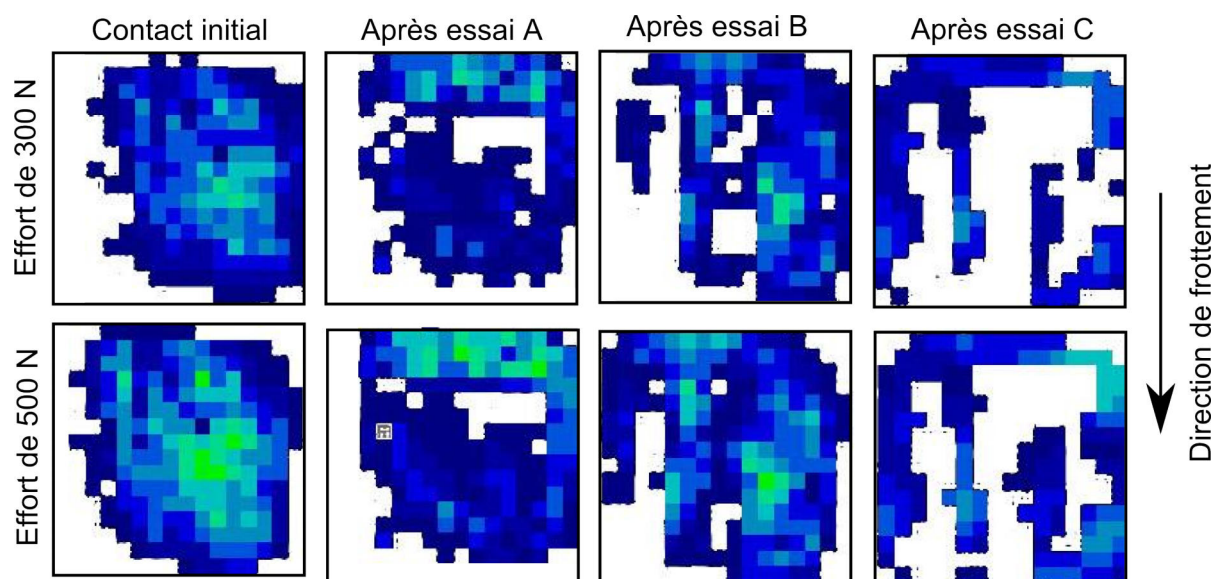 Contact initial
Après essai A
Après essai B
Après essai C
Effort de 300 N
Effort de 500 N
Direction de frottement